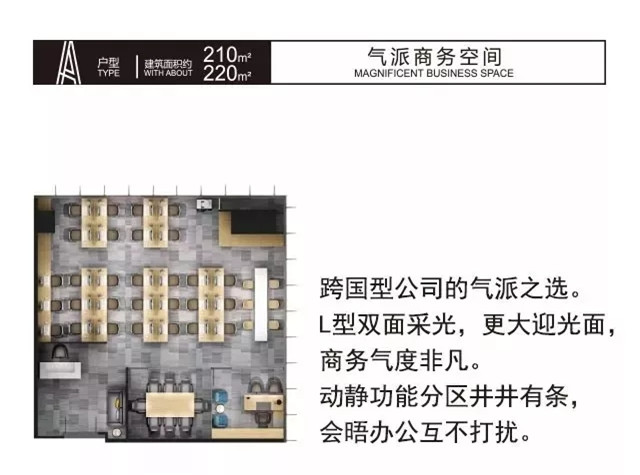 A 户型 建筑面积约 210m²
TYPE WITH ABOUT 220m²
气派商务空间
MAGNIFICENT BUSINESS SPACE
跨国型公司的气派之选。
L型双面采光，更大迎光面，
商务气度非凡。
动静功能分区井井有条，
会晤办公互不打扰。